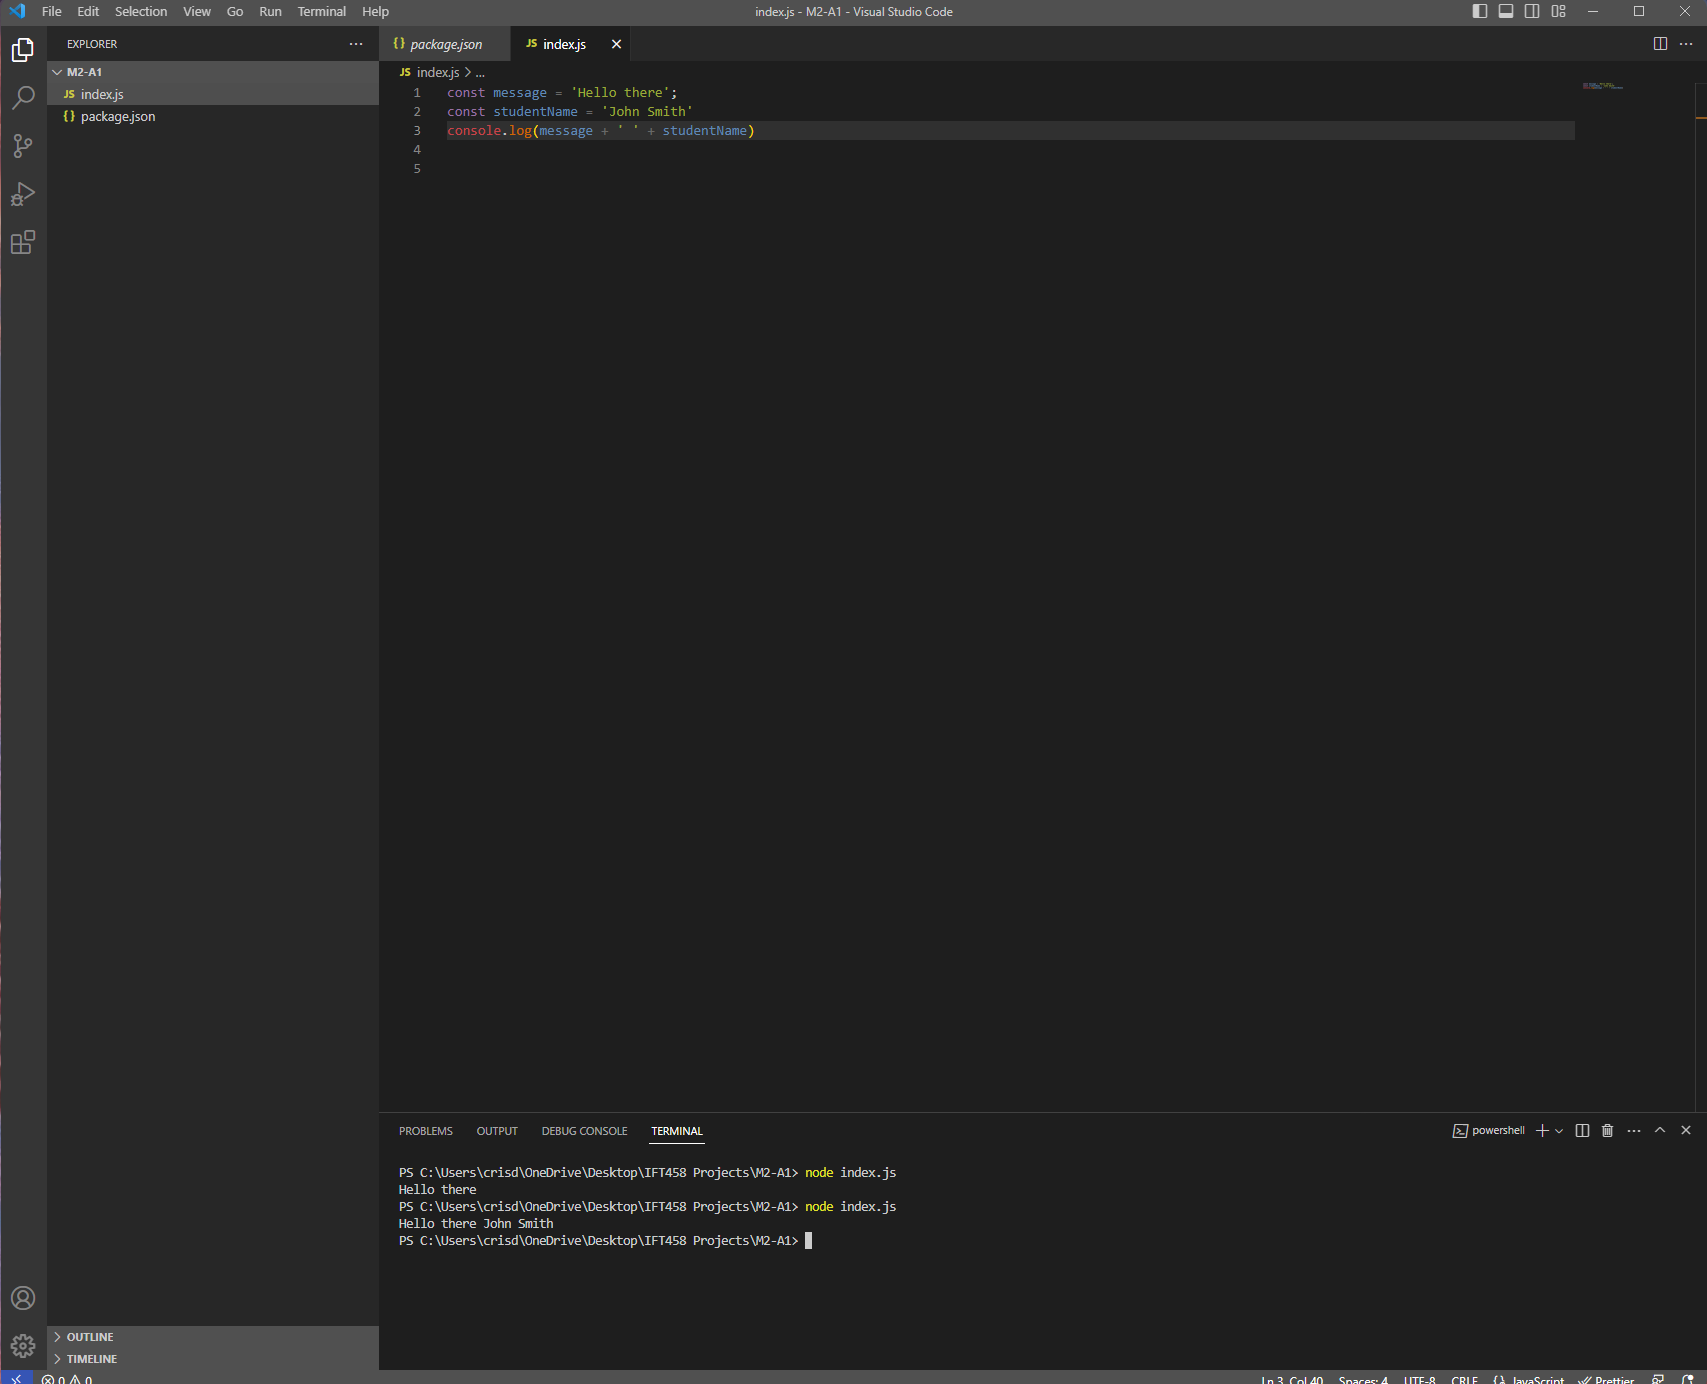 File Edit Selection View Go Run Terminal Help
index.js - M2-A1 - Visual Studio Code
EXPLORER
M2-A1
JS index.js
{} package.json
{} package.json
JS index.js
JS index.js > ...
1 const message = 'Hello there';
2 const studentName = 'John Smith'
3 console.log(message + ' ' + studentName)
4
5
PROBLEMS OUTPUT DEBUG CONSOLE TERMINAL
powershell
PS C:\Users\crisd\OneDrive\Desktop\IFT458 Projects\M2-A1> node index.js
Hello there
PS C:\Users\crisd\OneDrive\Desktop\IFT458 Projects\M2-A1> node index.js
Hello there John Smith
PS C:\Users\crisd\OneDrive\Desktop\IFT458 Projects\M2-A1>
OUTLINE
TIMELINE
0 0
Ln 3, Col 40 Spaces: 4 UTF-8 CRLF {} JavaScript Prettier